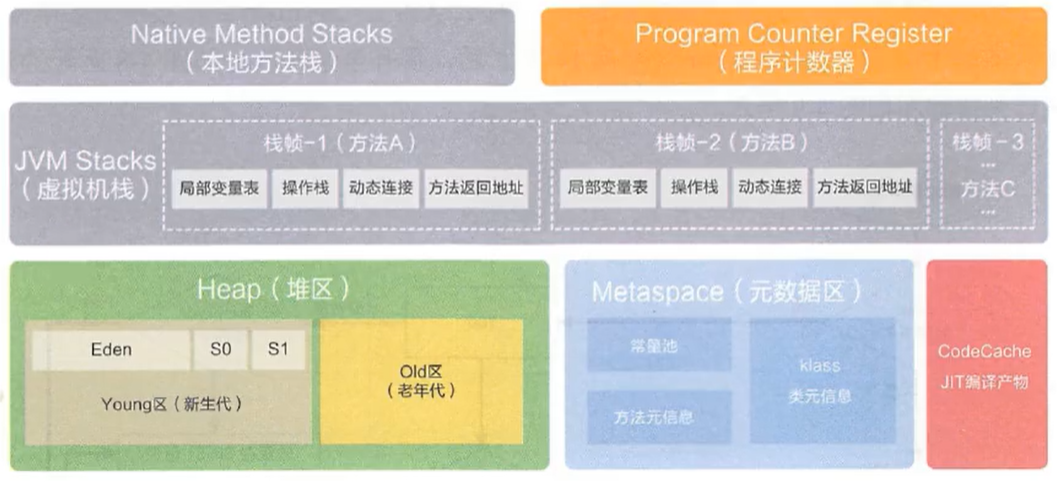 Native Method Stacks
（本地方法栈）
Program Counter Register
（程序计数器）
JVM Stacks
（虚拟机栈）
栈帧-1（方法A）
局部变量表
操作栈
动态连接
方法返回地址
栈帧-2（方法B）
局部变量表
操作栈
动态连接
方法返回地址
栈帧-3
...
方法C
...
Heap（堆区）
Eden
S0
S1
Young区（新生代）
Old区
（老年代）
Metaspace（元数据区）
常量池
方法元信息
klass
类元信息
CodeCache
JIT编译产物